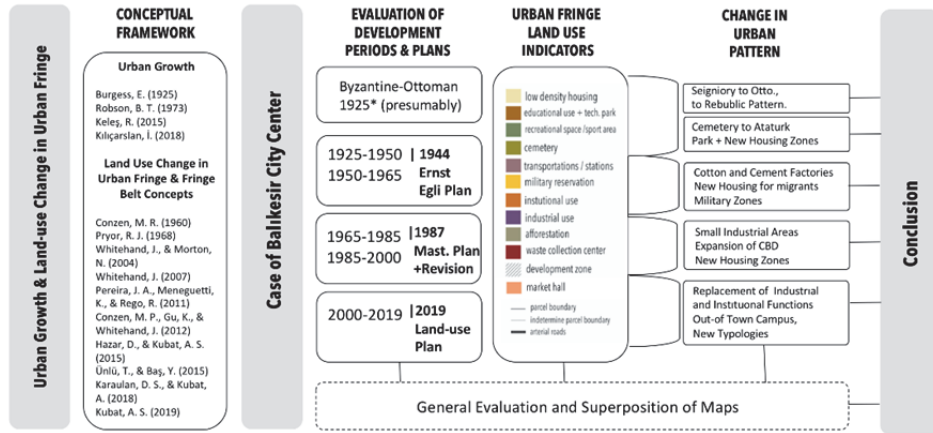 Urban Growth & Land-use Change in Urban Fringe
CONCEPTUAL
FRAMEWORK
Urban Growth
Burgess, E. (1925)
Robson, B. T. (1973)
Keleş, R. (2015)
Kılıçarslan, İ. (2018)
Land Use Change in
Urban Fringe & Fringe
Belt Concepts
Conzen, M. R. (1960)
Pryor, R. J. (1968)
Whitehand, J., & Morton,
N. (2004)
Whitehand, J. (2007)
Pereira, J. A., Meneguetti,
K., & Rego, R. (2011)
Conzen, M. P., Gu, K., &
Whitehand, J. (2012)
Hazar, D., & Kubat, A. S.
(2015)
Ünlü, T., & Baş, Y. (2015)
Karaulan, D. S., & Kubat,
A. (2018)
Kubat, A. S. (2019)
Case of Balıkesir City Center
EVALUATION OF
DEVELOPMENT
PERIODS & PLANS
Byzantine-Ottoman
1925* (presumably)
1925-1950 | 1944
1950-1965 Ernst
Egli Plan
1965-1985 | 1987
1985-2000 Mast. Plan
+Revision
2000-2019 | 2019
Land-use
Plan
URBAN FRINGE
LAND USE
INDICATORS
low density housing
educational use + tech. park
recreational space /sport area
cemetery
transportations / stations
military reservation
instutional use
industrial use
afforestation
waste collection center
development zone
market hall
parcel boundary
indetermine parcel boundary
arterial roads
CHANGE IN
URBAN
PATTERN
Seigniory to Otto.,
to Rebublic Pattern.
Cemetery to Ataturk
Park + New Housing Zones
Cotton and Cement Factories
New Housing for migrants
Military Zones
Small Industrial Areas
Expansion of CBD
New Housing Zones
Replacement of Industrial
and Instituonal Functions
Out-of Town Campus,
New Typologies
General Evaluation and Superposition of Maps
Conclusion